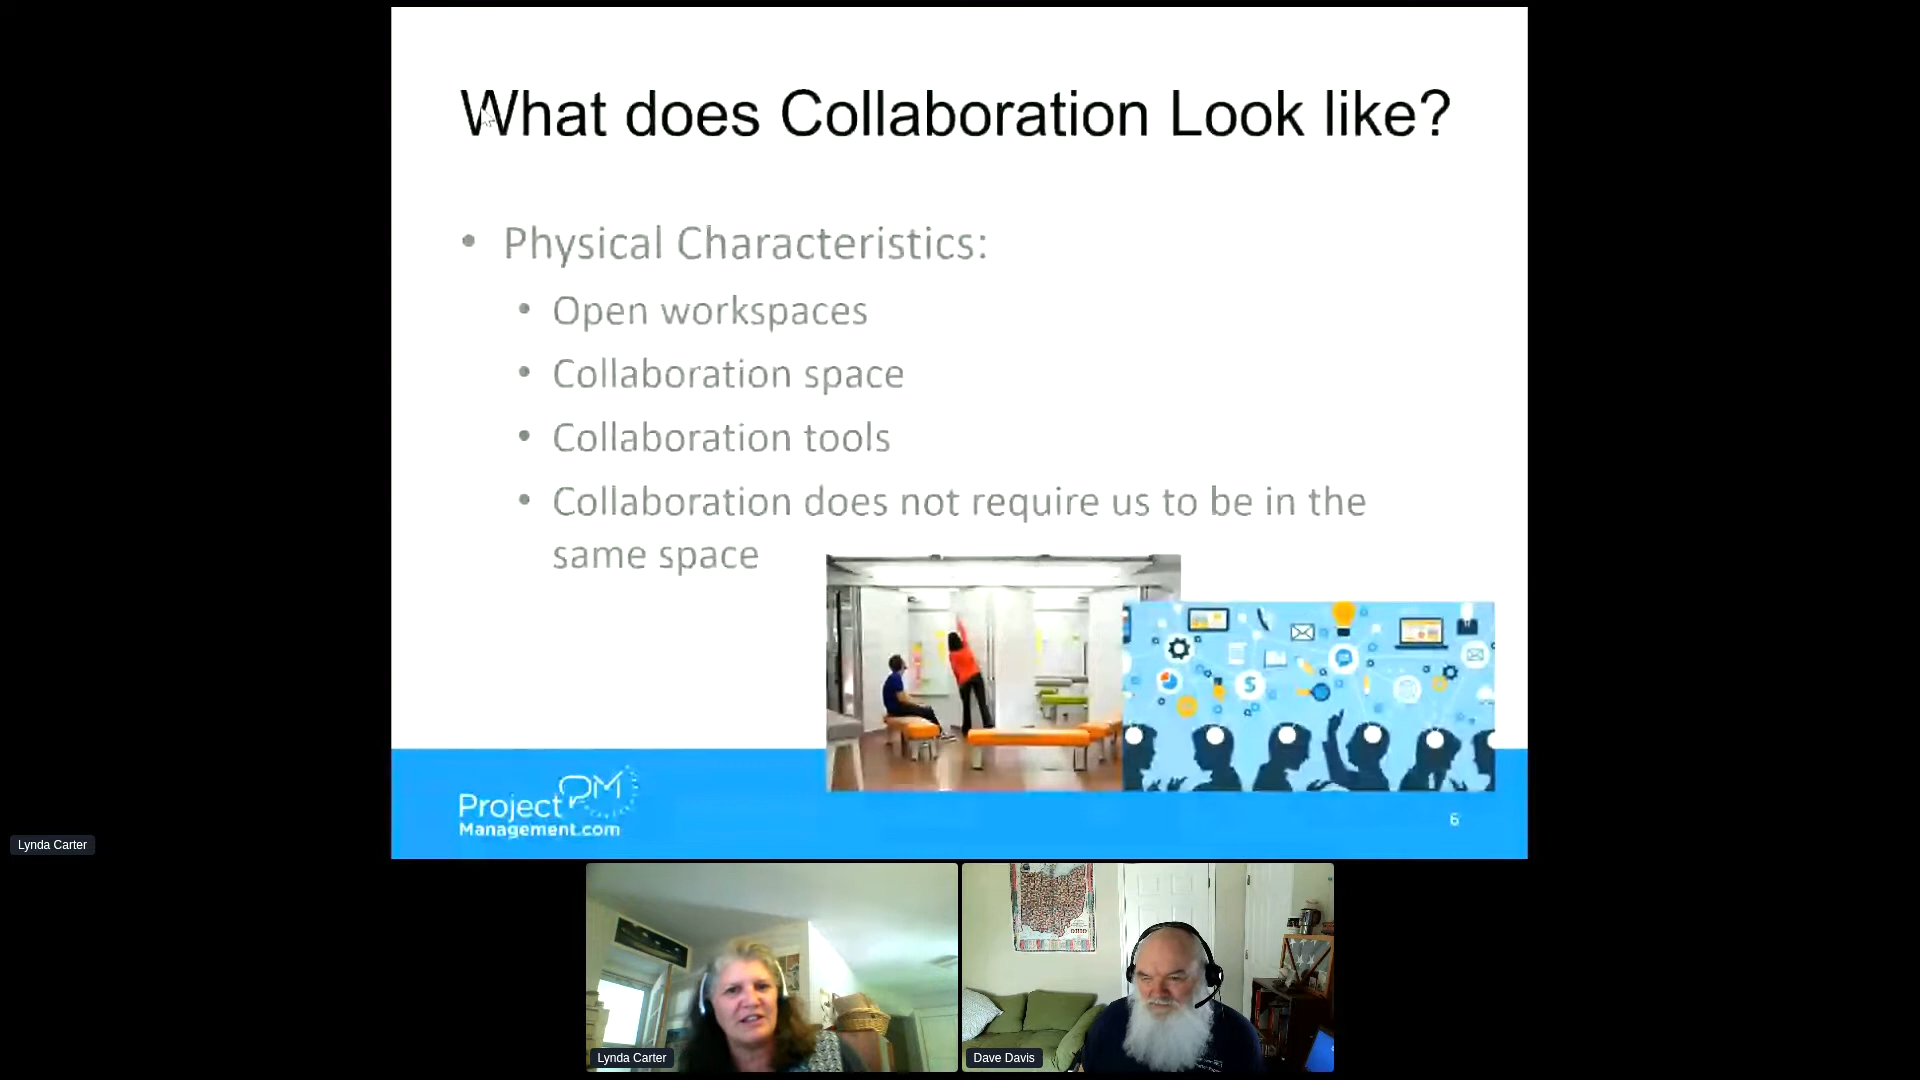 What does Collaboration Look like?
• Physical Characteristics:
• Open workspaces
• Collaboration space
• Collaboration tools
• Collaboration does not require us to be in the
same space
Project PM
Management.com
6
Lynda Carter
OHIO
Lynda Carter
Dave Davis